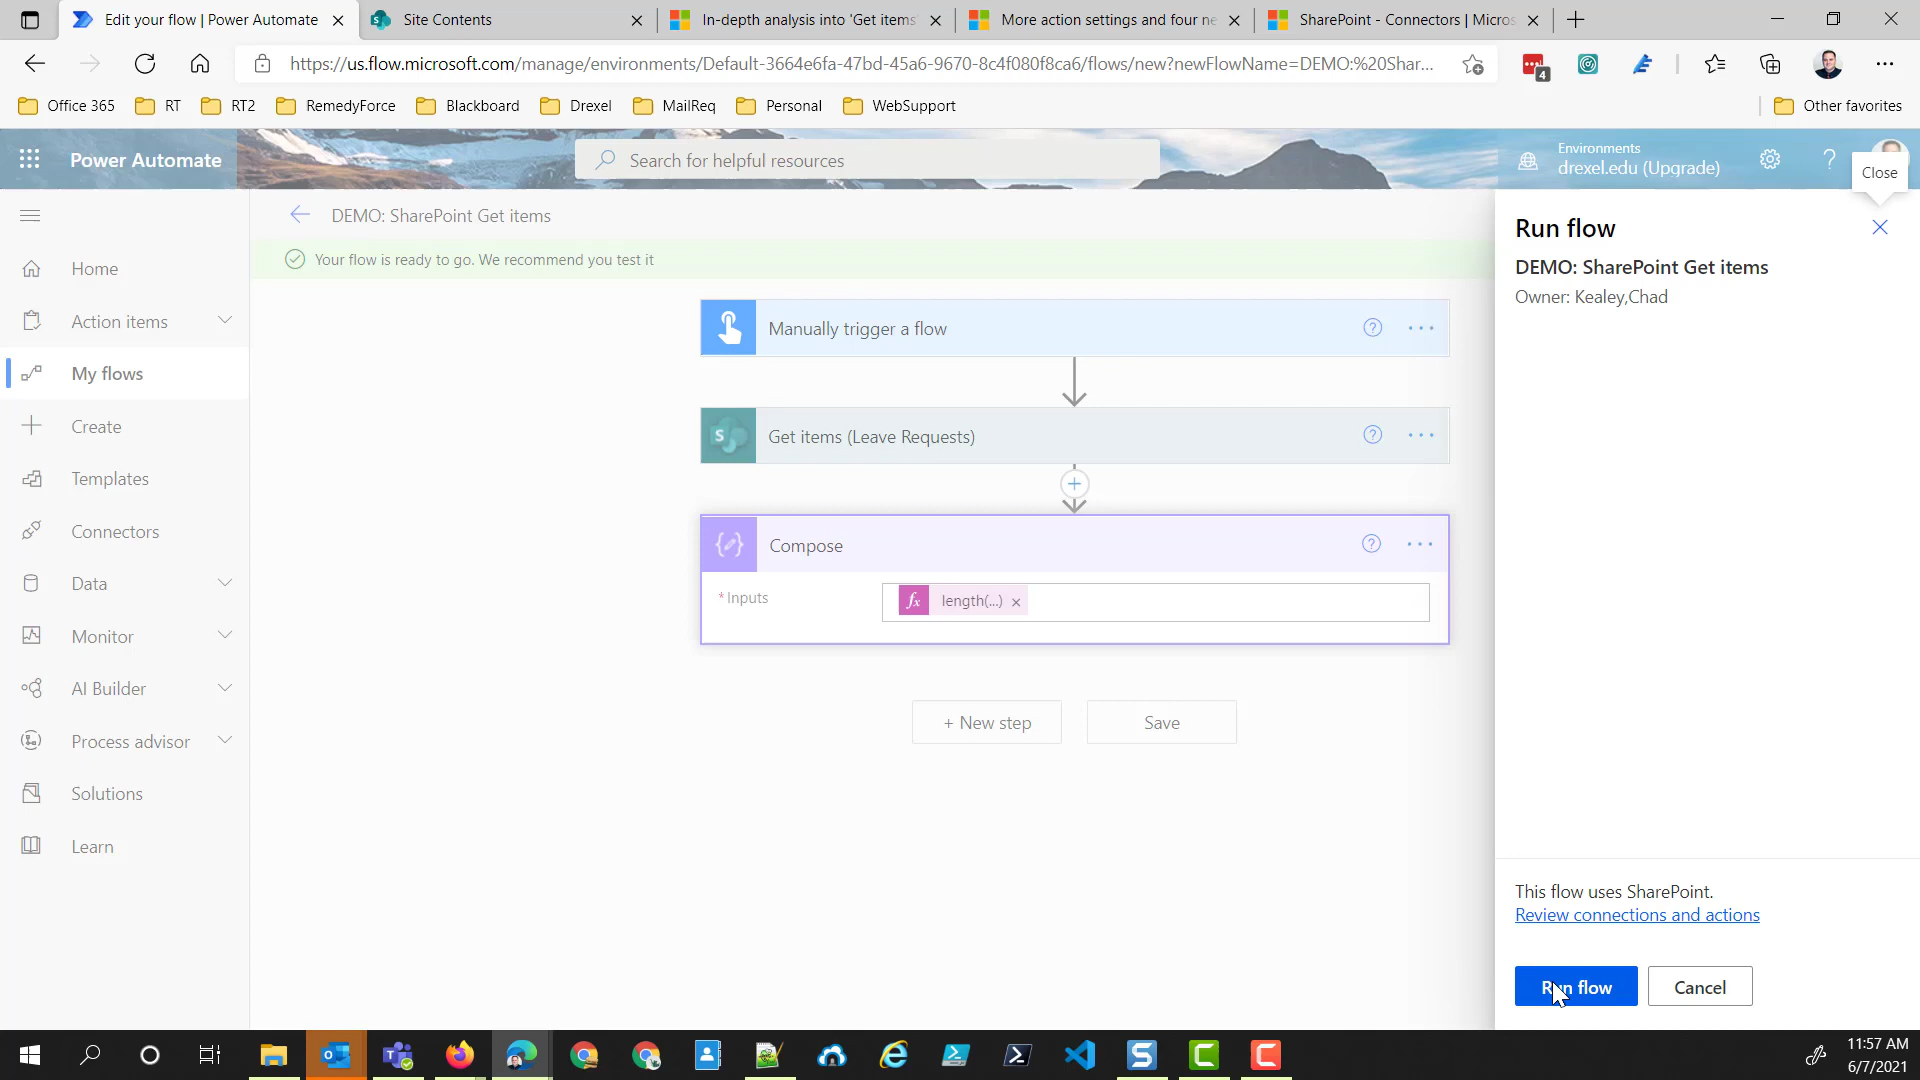 Edit your flow | Power Automate
Site Contents
In-depth analysis into 'Get items
More action settings and four ne
SharePoint - Connectors | Micros
https://us.flow.microsoft.com/manage/environments/Default-3664e6fa-47bd-45a6-9670-8c4f080f8ca6/flows/new?newFlowName=DEMO:%20Shar...
4
Office 365
RT
RT2
RemedyForce
Blackboard
Drexel
MailReq
Personal
WebSupport
Other favorites
Power Automate
Search for helpful resources
Environments
drexel.edu (Upgrade)
Close
DEMO: SharePoint Get items
Your flow is ready to go. We recommend you test it
Home
Action items
My flows
Create
Templates
Connectors
Data
Monitor
AI Builder
Process advisor
Solutions
Learn
Manually trigger a flow
Get items (Leave Requests)
Compose
* Inputs
fx length(...) ×
+ New step
Save
Run flow
DEMO: SharePoint Get items
Owner: Kealey,Chad
This flow uses SharePoint.
Review connections and actions
Run flow
Cancel
11:57 AM
6/7/2021